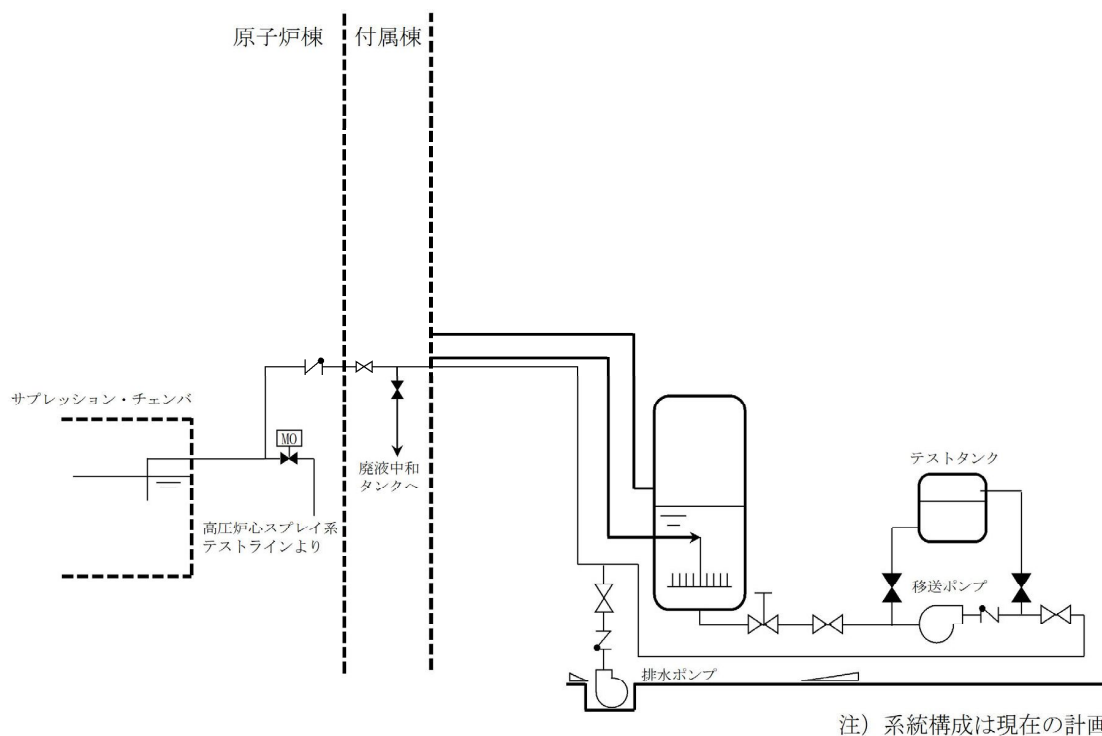 原子炉棟
付属棟
サプレッション・チェンバ
MO
廃液中和
タンクへ
高圧炉心スプレイ系
テストラインより
テストタンク
移送ポンプ
排水ポンプ
注）系統構成は現在の計画